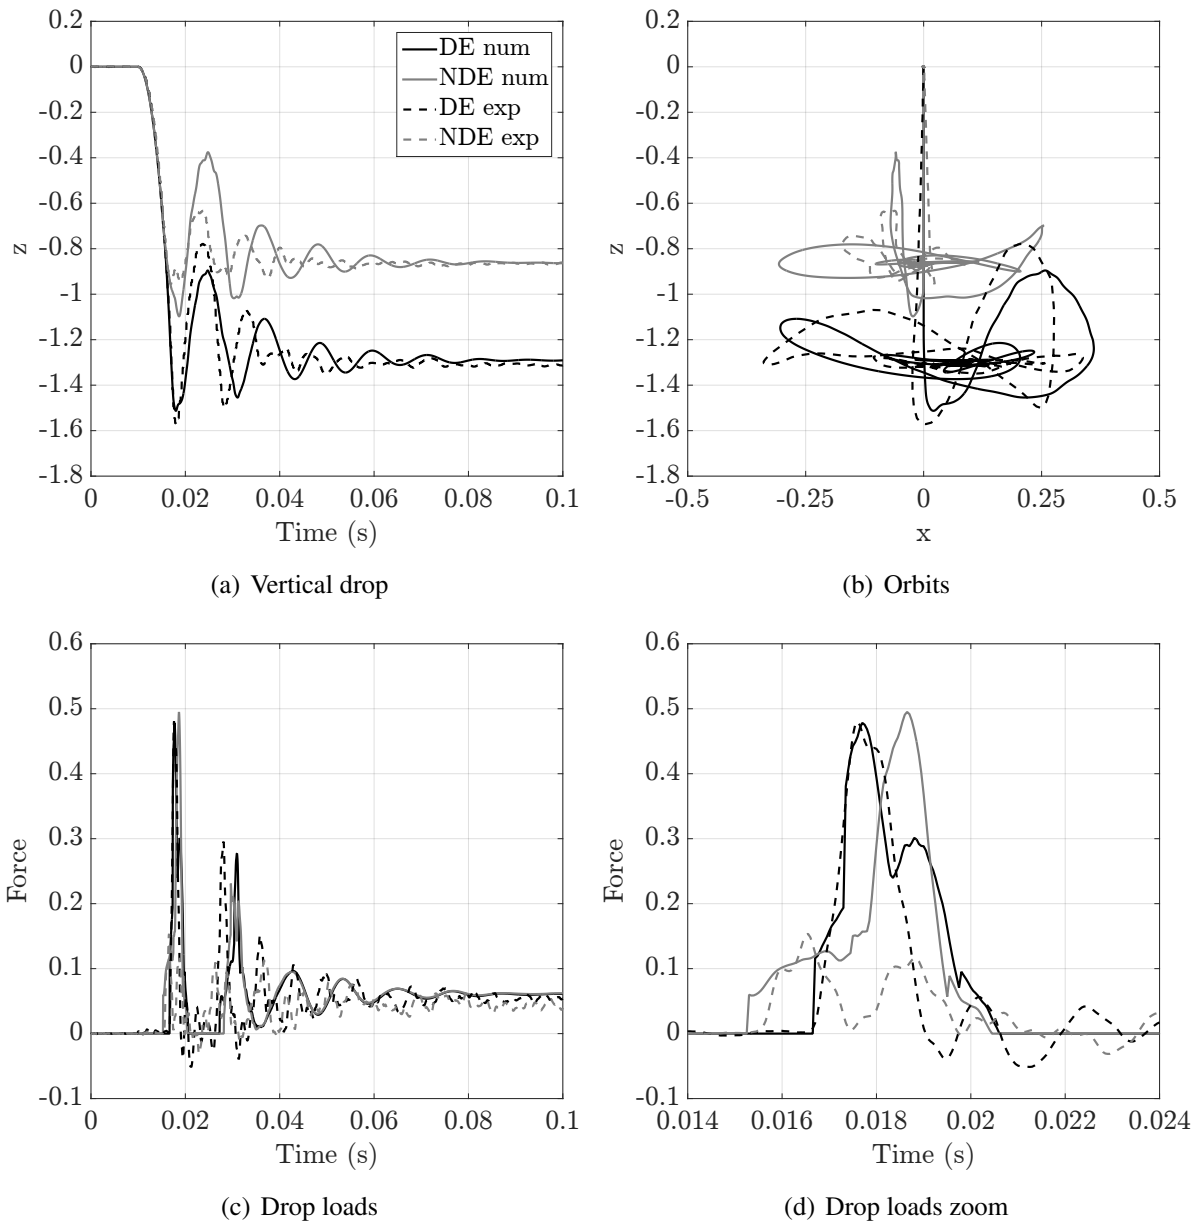 0.2
0
-0.2
-0.4
-0.6
-0.8
-1
-1.2
-1.4
-1.6
-1.8
z
0 0.02 0.04 0.06 0.08 0.1
Time (s)
DE num
NDE num
DE exp
NDE exp
(a) Vertical drop
0.2
0
-0.2
-0.4
-0.6
-0.8
-1
-1.2
-1.4
-1.6
-1.8
z
-0.5 -0.25 0 0.25 0.5
x
(b) Orbits
0.6
0.5
0.4
0.3
0.2
0.1
0
-0.1
Force
0 0.02 0.04 0.06 0.08 0.1
Time (s)
(c) Drop loads
0.6
0.5
0.4
0.3
0.2
0.1
0
-0.1
Force
0.014 0.016 0.018 0.02 0.022 0.024
Time (s)
(d) Drop loads zoom